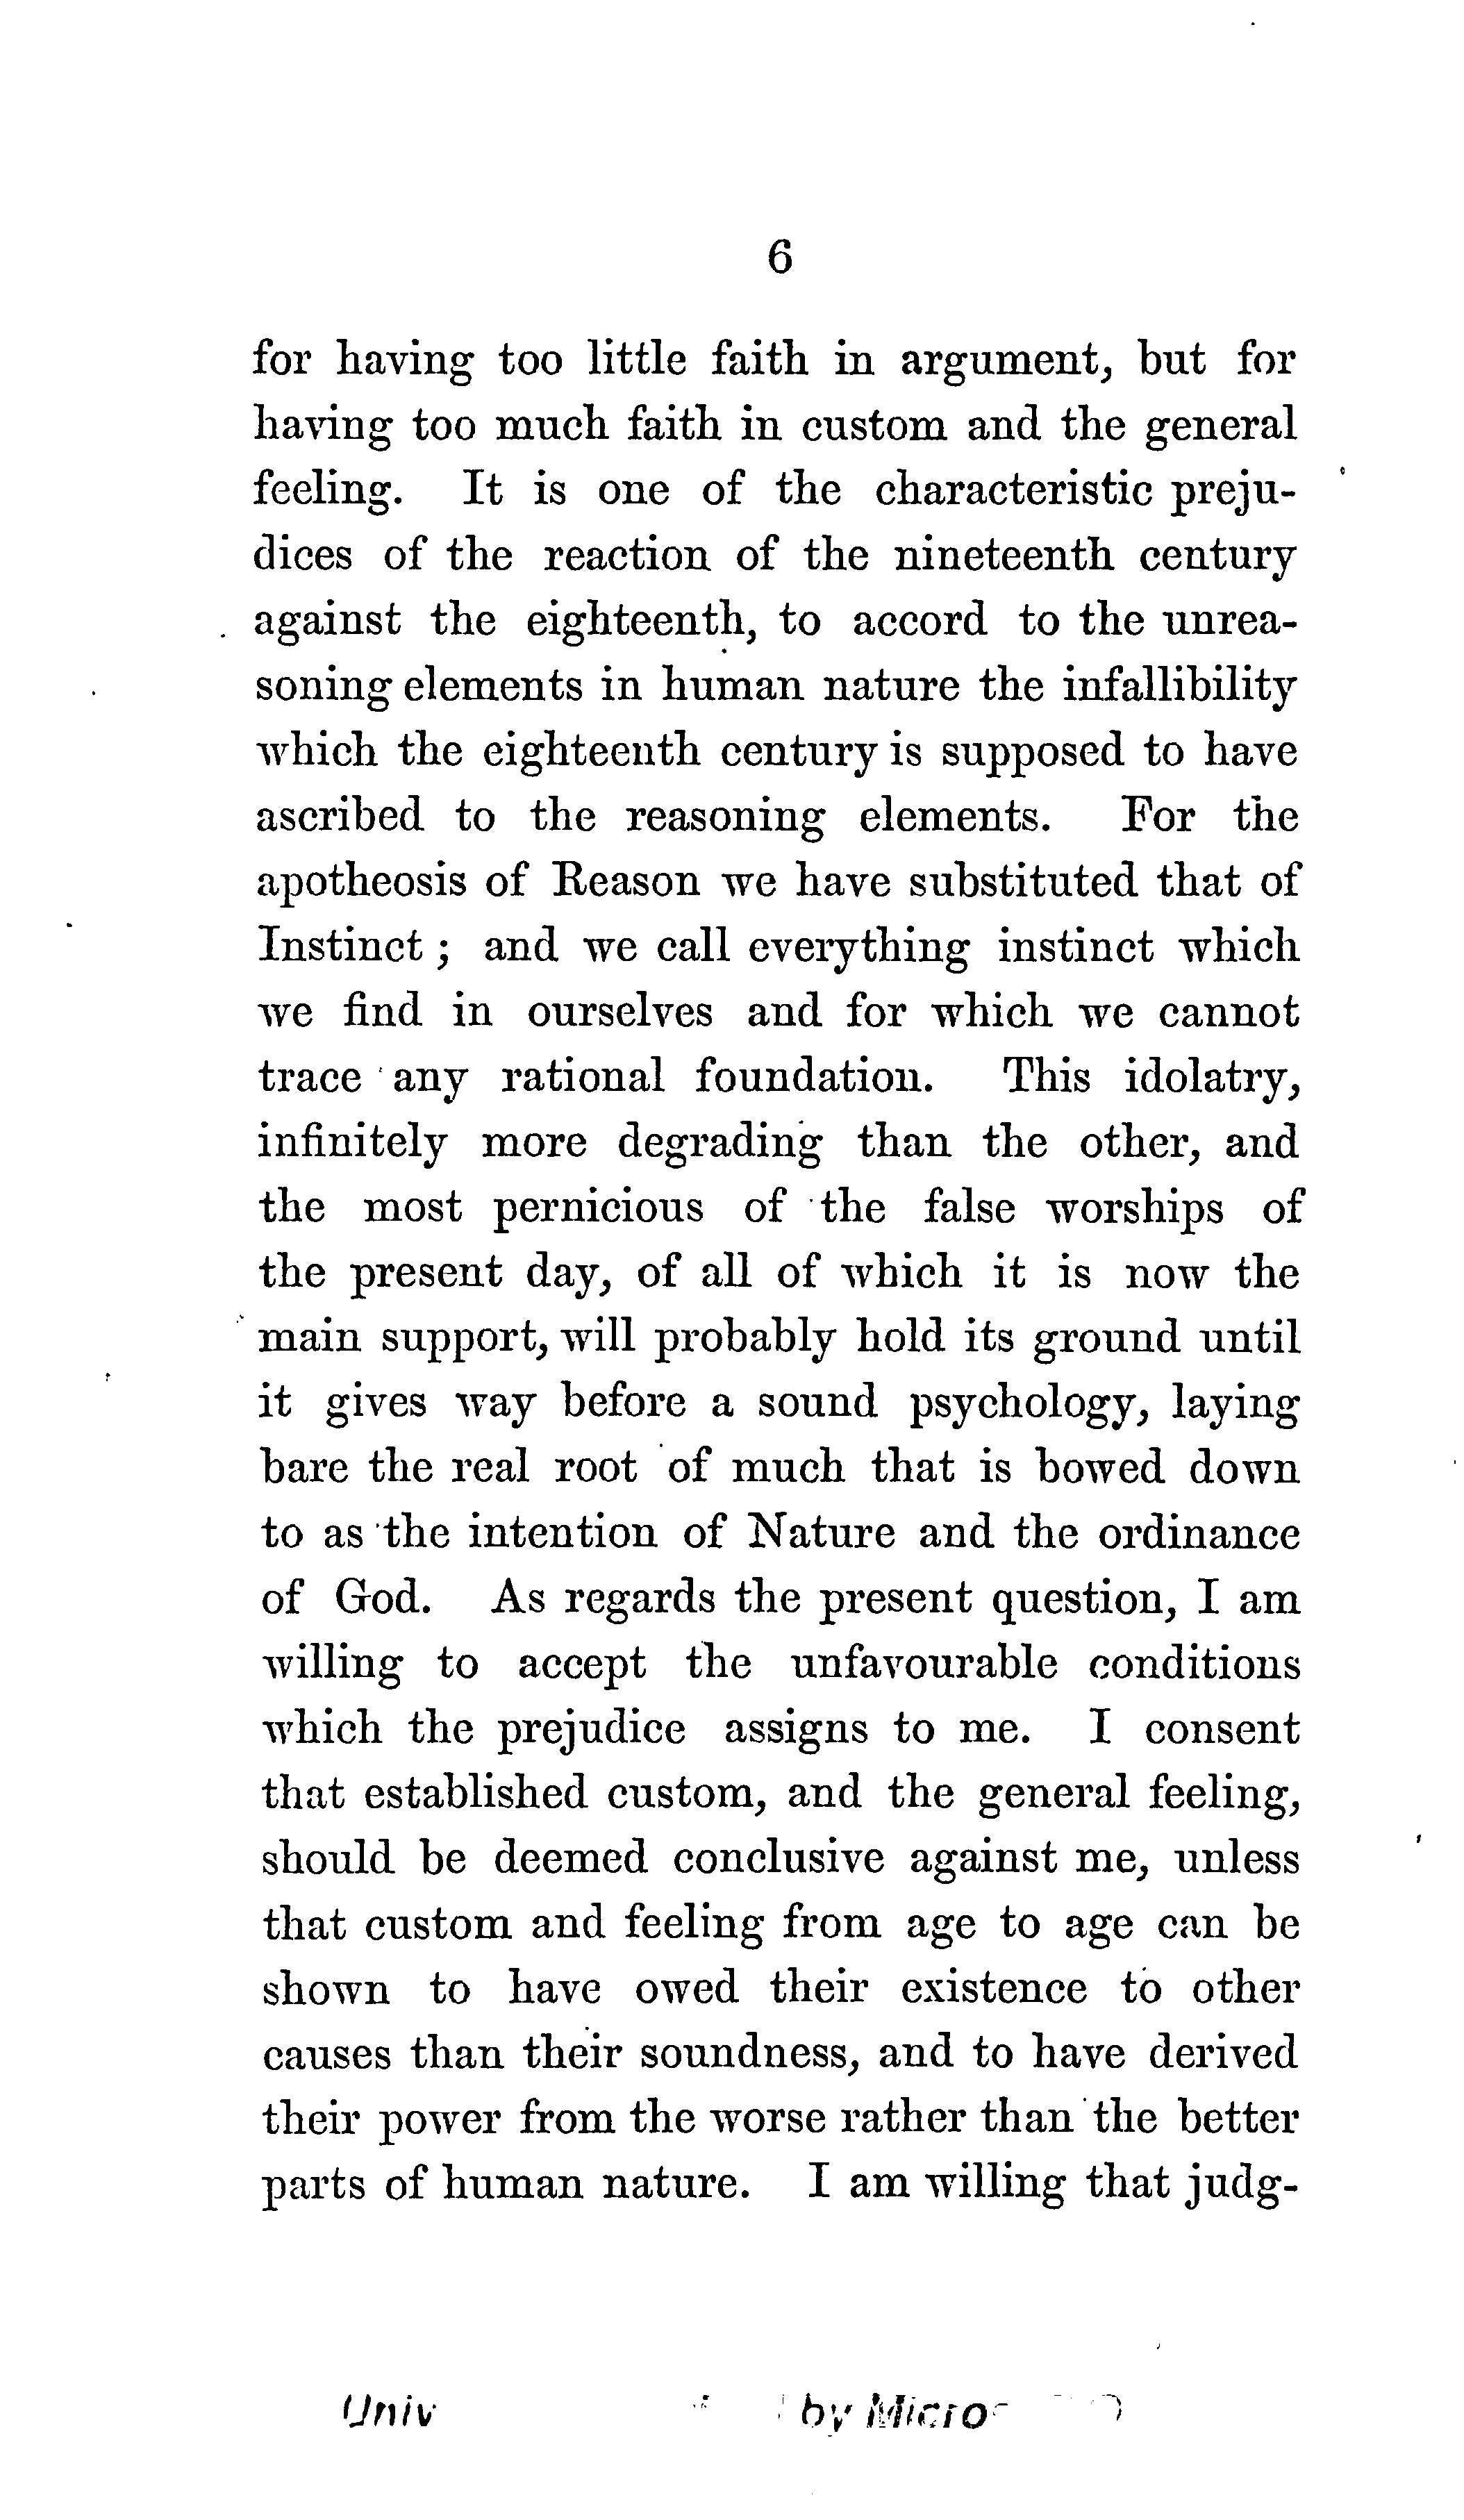 6
for having too little faith in argument, but for
having too much faith in custom and the general
feeling. It is one of the characteristic preju-
dices of the reaction of the nineteenth century
against the eighteenth, to accord to the unrea-
soning elements in human nature the infallibility
which the eighteenth century is supposed to have
ascribed to the reasoning elements. For the
apotheosis of Reason we have substituted that of
Instinct ; and we call everything instinct which
we find in ourselves and for which we cannot
trace any rational foundation. This idolatry,
infinitely more degrading than the other, and
the most pernicious of the false worships of
the present day, of all of which it is now the
main support, will probably hold its ground until
it gives way before a sound psychology, laying
bare the real root of much that is bowed down
to as the intention of Nature and the ordinance
of God. As regards the present question, I am
willing to accept the unfavourable conditions
which the prejudice assigns to me. I consent
that established custom, and the general feeling,
should be deemed conclusive against me, unless
that custom and feeling from age to age can be
shown to have owed their existence to other
causes than their soundness, and to have derived
their power from the worse rather than the better
parts of human nature. I am willing that judg-
Univ by Micro